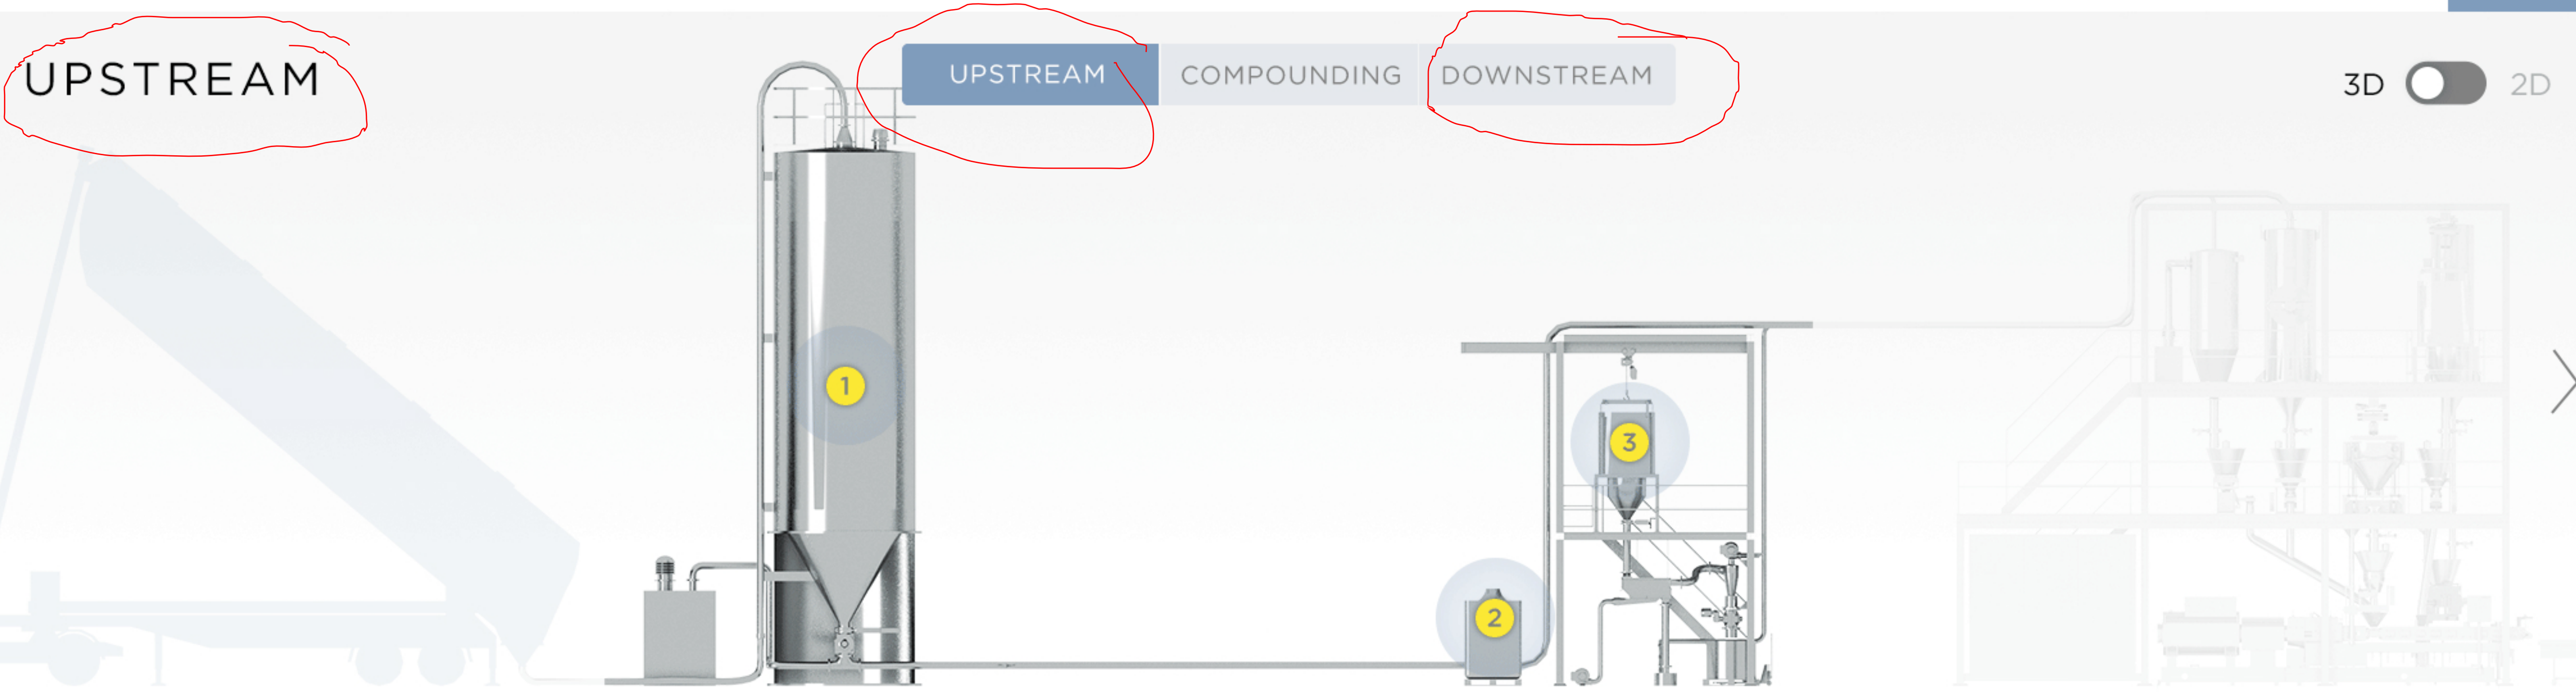 UPSTREAM
UPSTREAM COMPOUNDING DOWNSTREAM
3D 2D
1
3
2